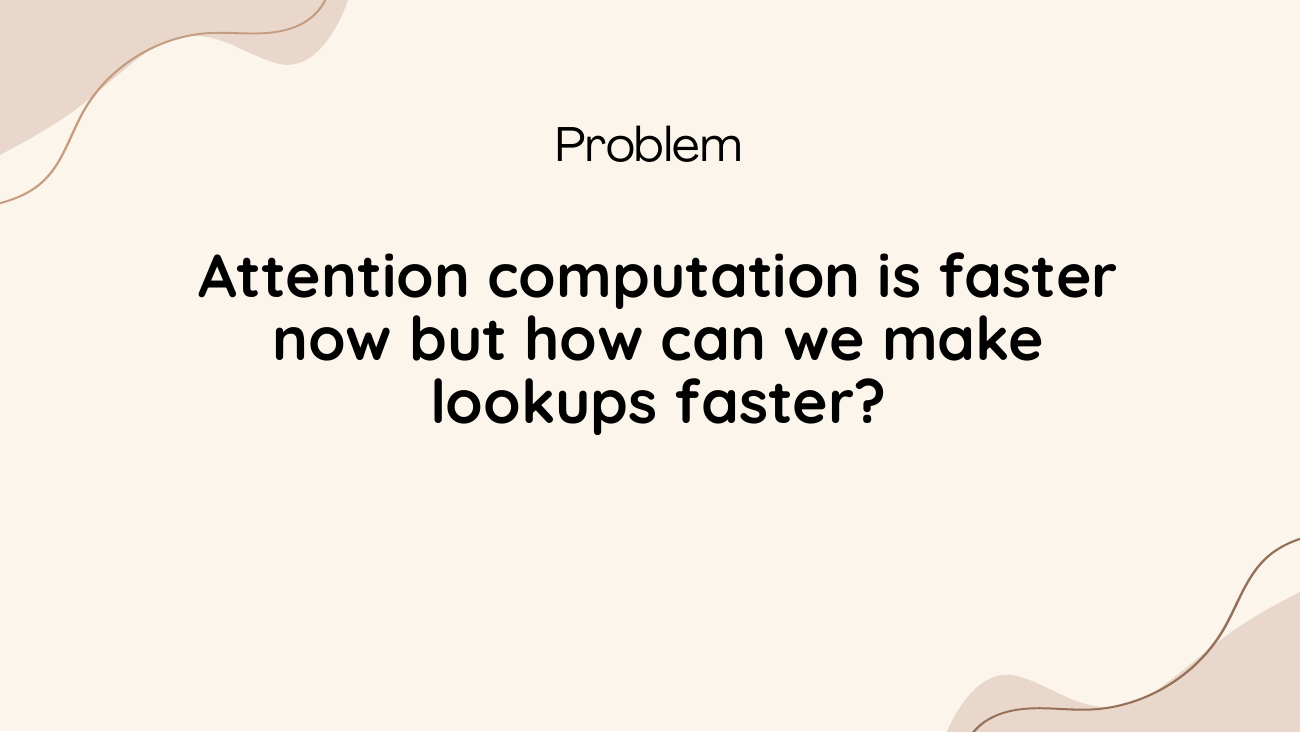 Problem
Attention computation is faster
now but how can we make
lookups faster?